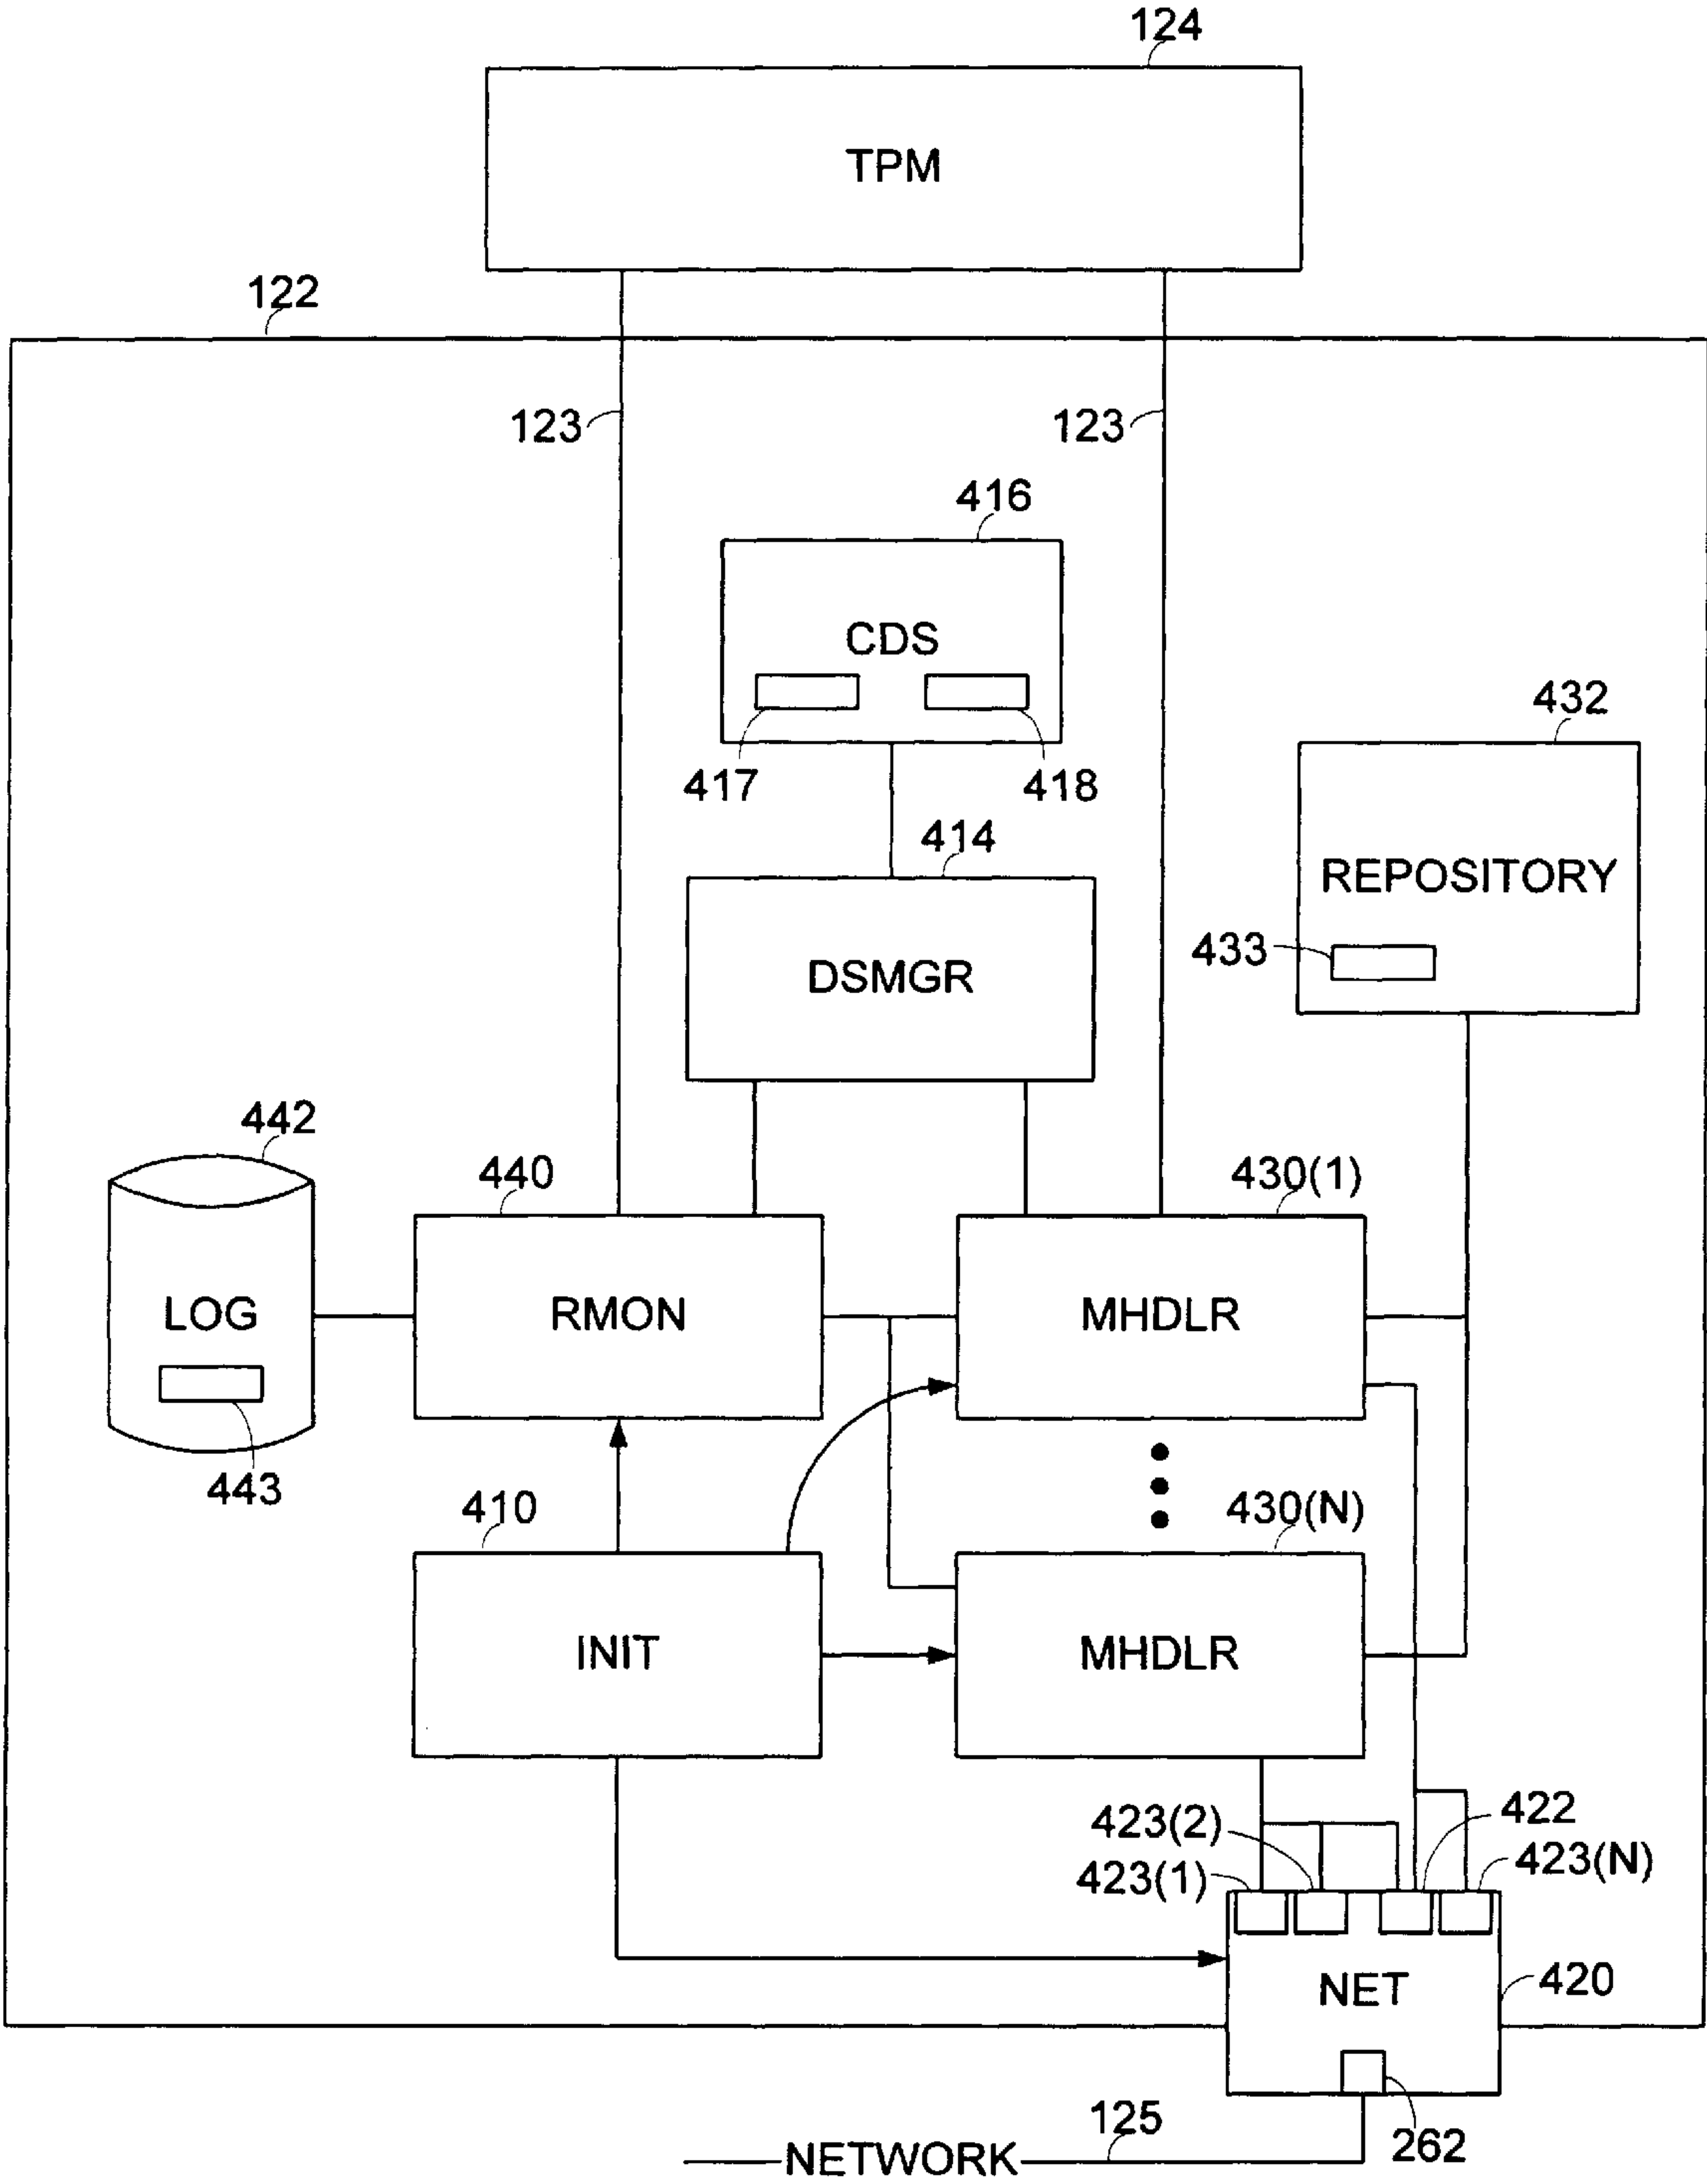 124
TPM
122
123
123
416
CDS
417
418
432
414
REPOSITORY
433
DSMGR
442
440
430(1)
LOG
RMON
MHDLR
443
410
430(N)
INIT
MHDLR
423(2)
422
423(1)
423(N)
NET
420
125
262
NETWORK